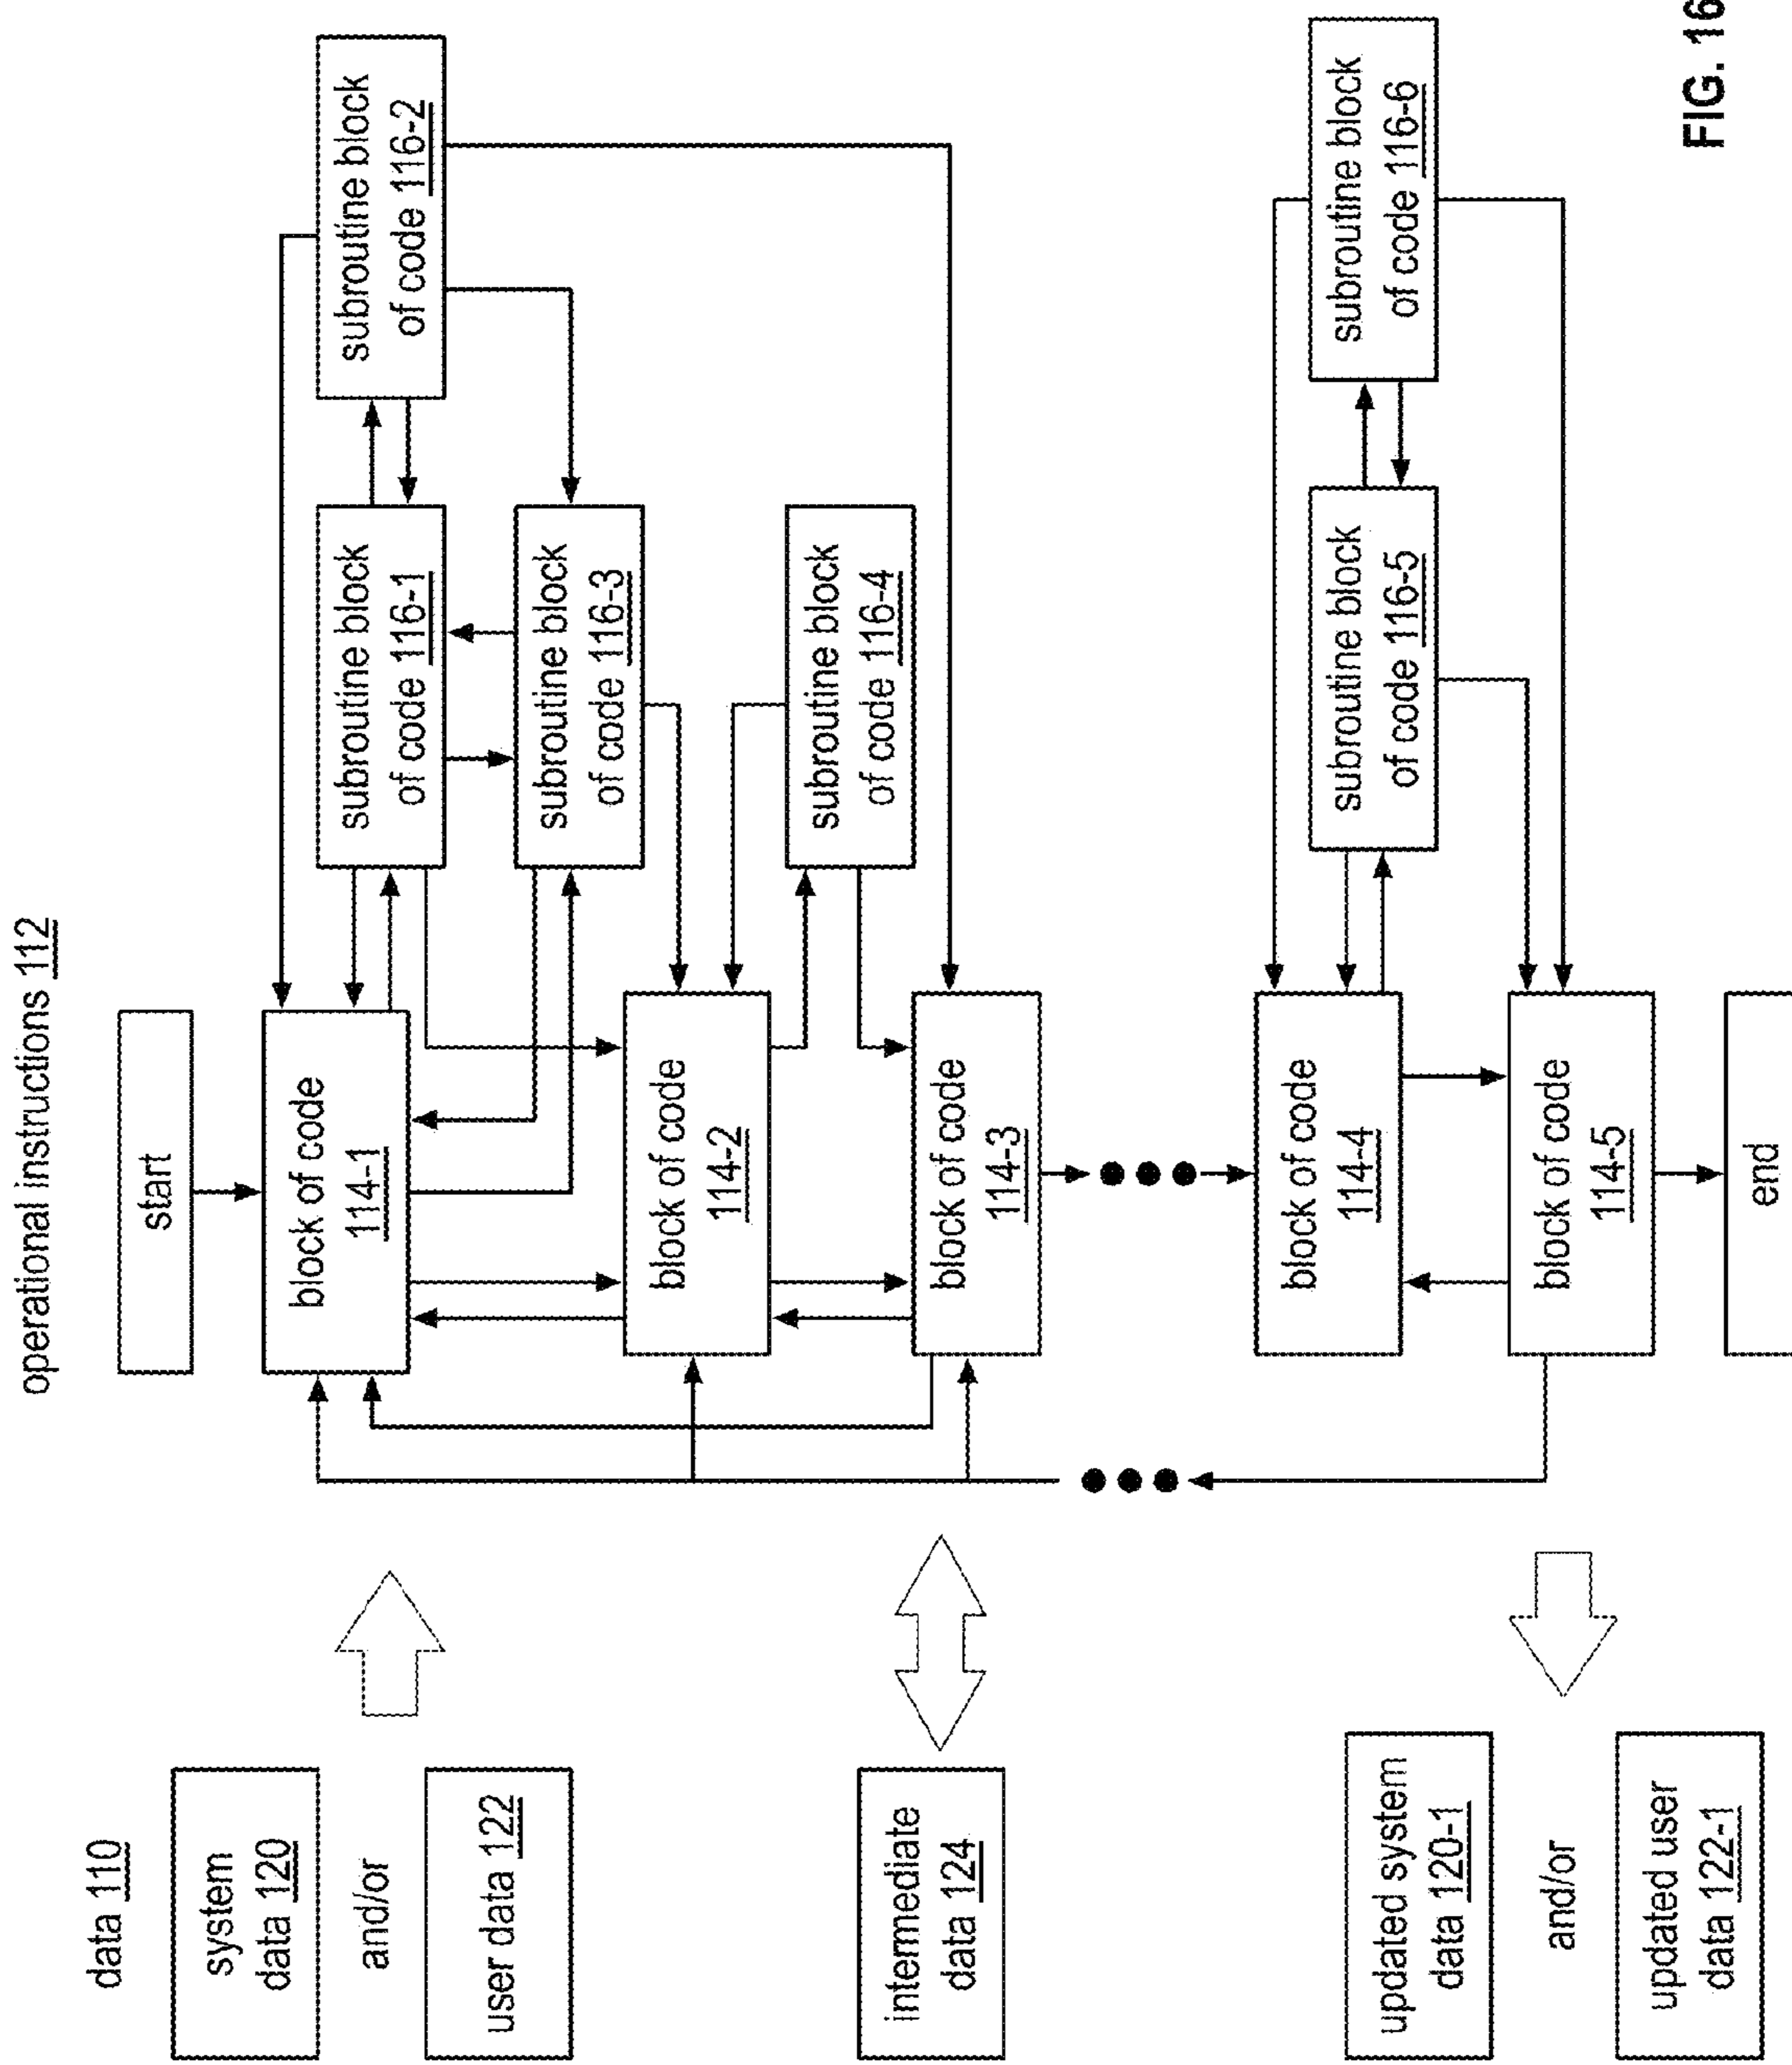 data 110
operational instructions 112
system
data 120
and/or
user data 122
intermediate
data 124
updated system
data 120-1
and/or
updated user
data 122-1
start
block of code
114-1
block of code
114-2
block of code
114-3
block of code
114-4
block of code
114-5
end
subroutine block
of code 116-1
subroutine block
of code 116-2
subroutine block
of code 116-3
subroutine block
of code 116-4
subroutine block
of code 116-5
subroutine block
of code 116-6
FIG. 16